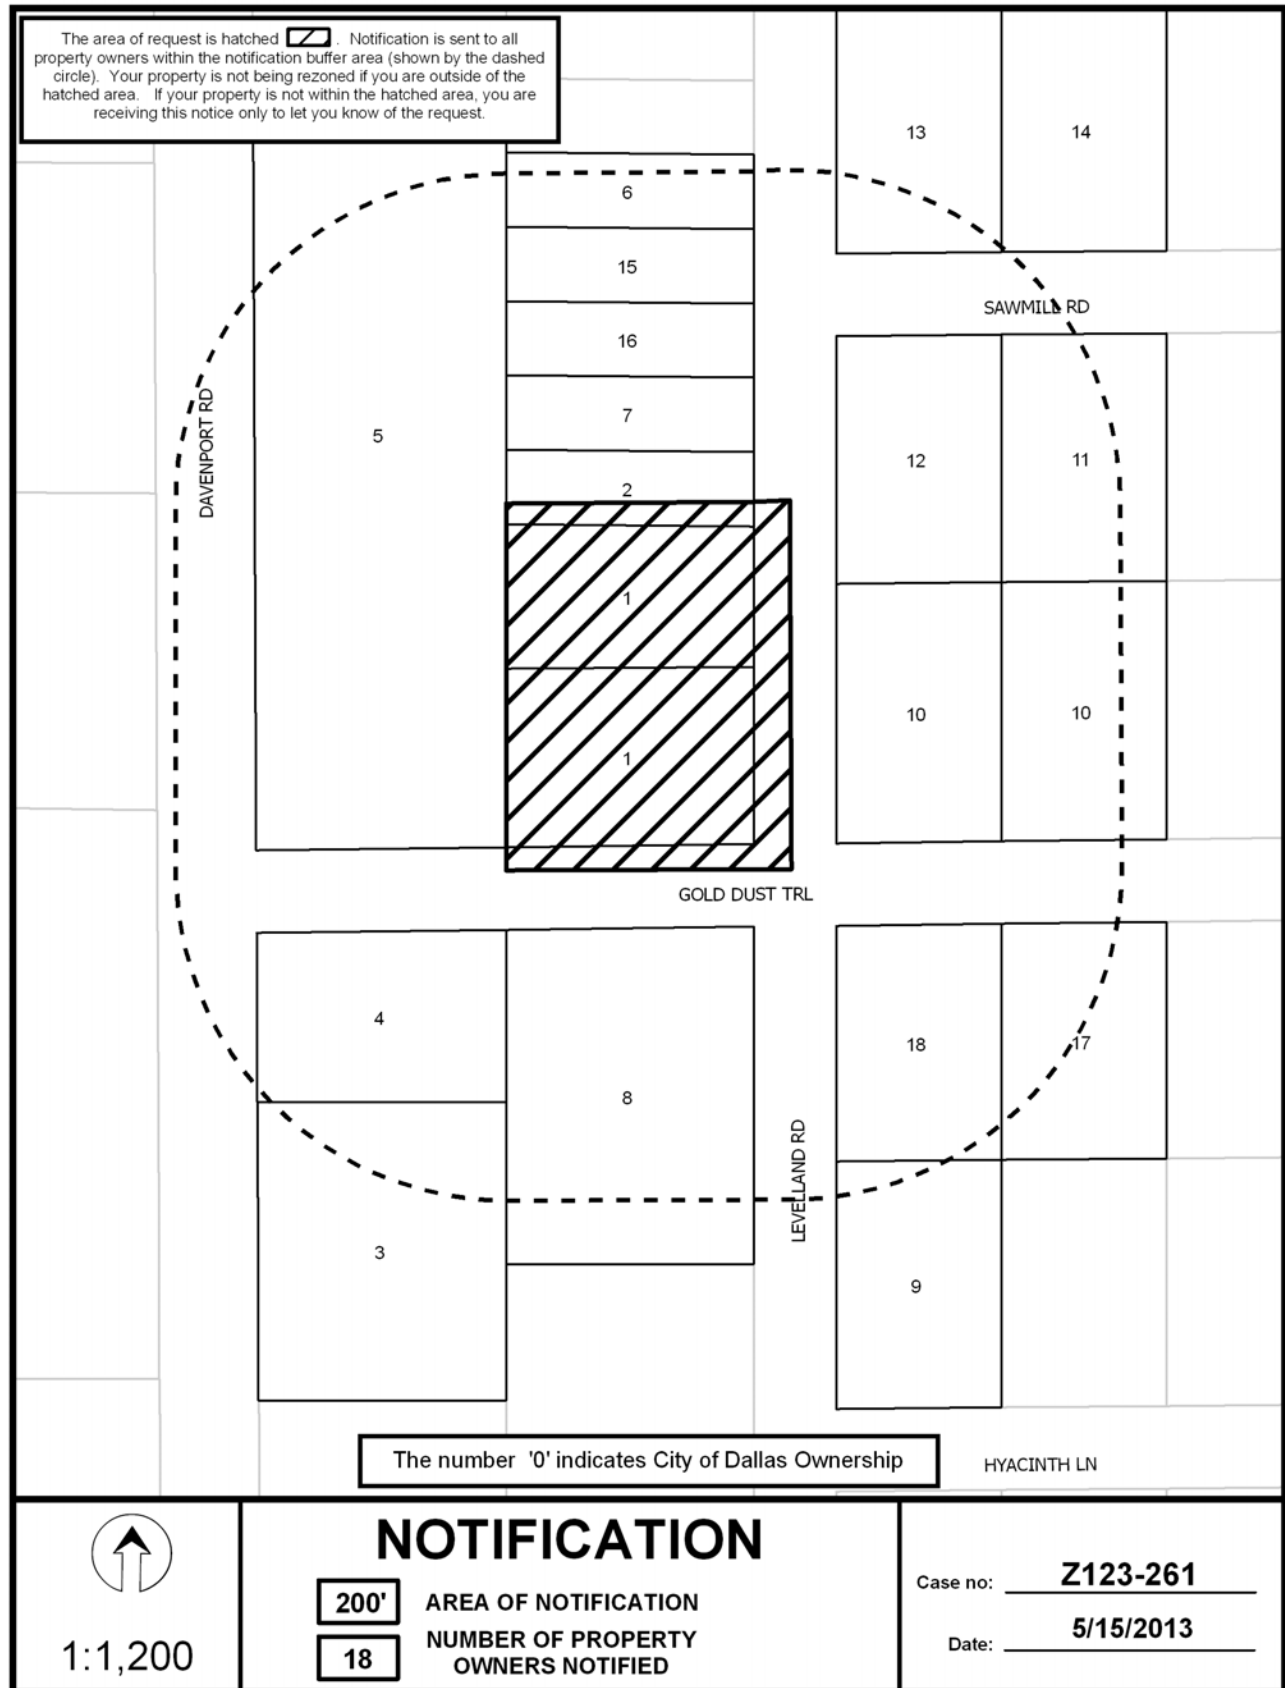 The area of request is hatched . Notification is sent to all
property owners within the notification buffer area (shown by the dashed
circle). Your property is not being rezoned if you are outside of the
hatched area. If your property is not within the hatched area, you are
receiving this notice only to let you know of the request.
13
14
6
15
SAWMILL RD
16
DAVENPORT RD
7
5
12
11
2
1
10
10
1
GOLD DUST TRL
4
18
17
8
LEVELLAND RD
3
9
The number '0' indicates City of Dallas Ownership
HYACINTH LN
1:1,200
NOTIFICATION
200' AREA OF NOTIFICATION
18 NUMBER OF PROPERTY
OWNERS NOTIFIED
Case no: Z123-261
Date: 5/15/2013